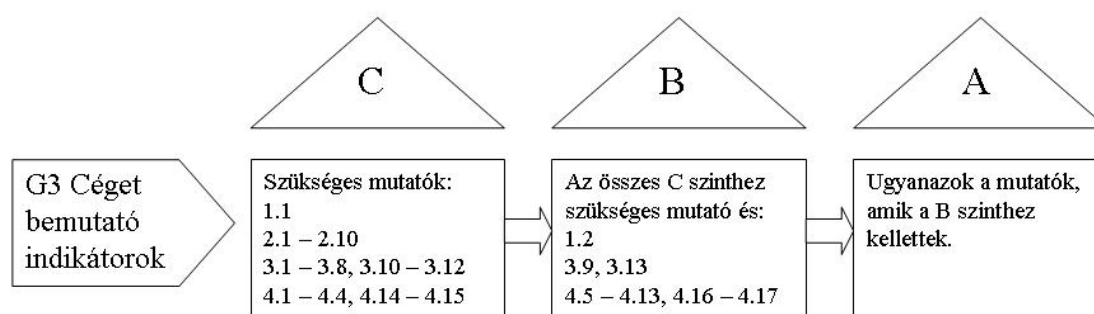 C
B
A
G3 Céget
bemutató
indikátorok
Szükséges mutatók:
1.1
2.1 – 2.10
3.1 – 3.8, 3.10 – 3.12
4.1 – 4.4, 4.14 – 4.15
Az összes C szinthez
szükséges mutató és:
1.2
3.9, 3.13
4.5 – 4.13, 4.16 – 4.17
Ugyanazok a mutatók,
amik a B szinthez
kellettek.